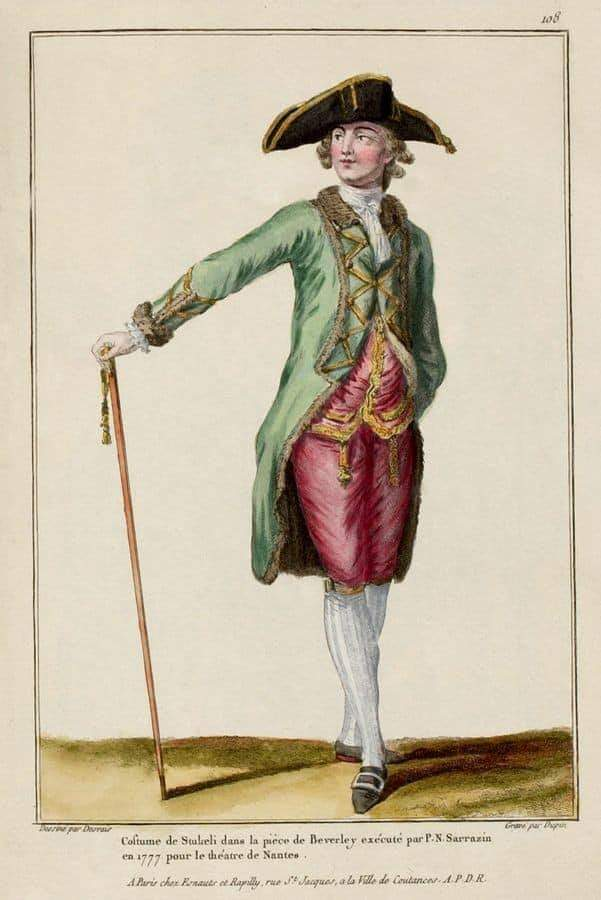 108
Dessiné par Desrais
Gravé par Dupin
Costume de Stukeli dans la pièce de Beverley exécuté par P. N. Sarrazin
en 1777 pour le théatre de Nantes.
A Paris chez Esnauts et Rapilly, rue St. Jacques, a la Ville de Coutances. A. P. D. R.